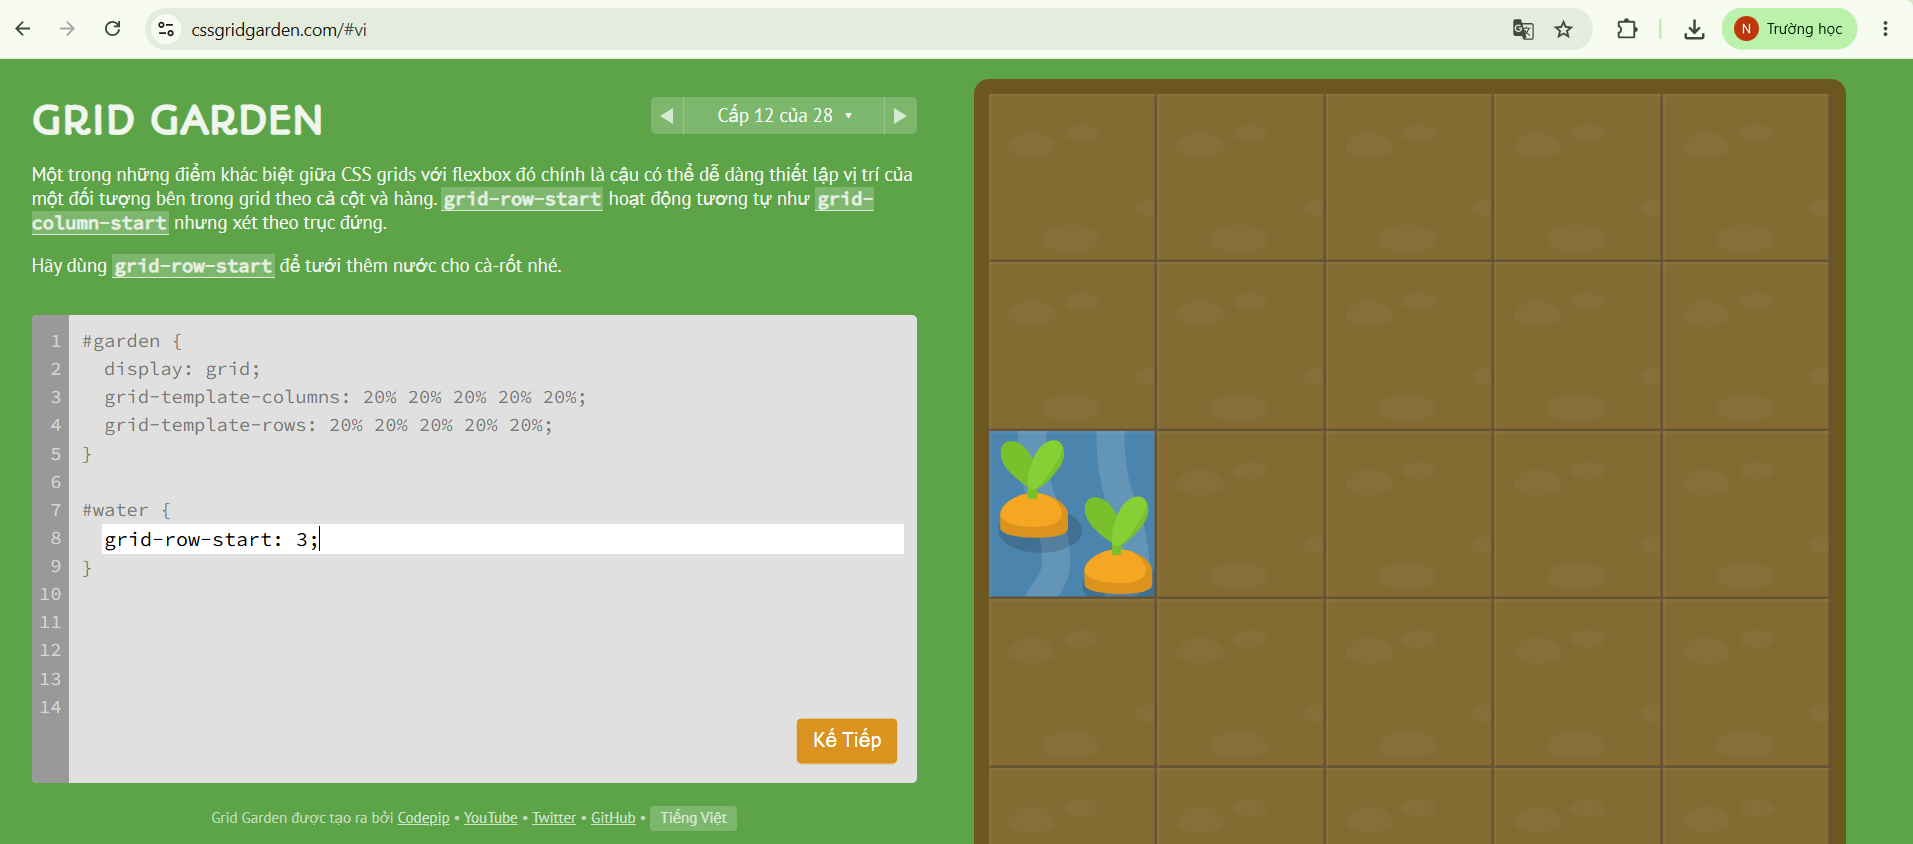 cssgridgarden.com/#vi
N
Trường học
GRID GARDEN
Cấp 12 của 28
Một trong những điểm khác biệt giữa CSS grids với flexbox đó chính là cậu có thể dễ dàng thiết lập vị trí của
một đối tượng bên trong grid theo cả cột và hàng. grid-row-start hoạt động tương tự như grid-
column-start nhưng xét theo trục đứng.
Hãy dùng grid-row-start để tưới thêm nước cho cà-rốt nhé.
1 #garden {
2 display: grid;
3 grid-template-columns: 20% 20% 20% 20% 20%;
4 grid-template-rows: 20% 20% 20% 20% 20%;
5 }
6
7 #water {
8 grid-row-start: 3;
9 }
10
11
12
13
14
Kế Tiếp
Grid Garden được tạo ra bởi Codepip • YouTube • Twitter • GitHub • Tiếng Việt